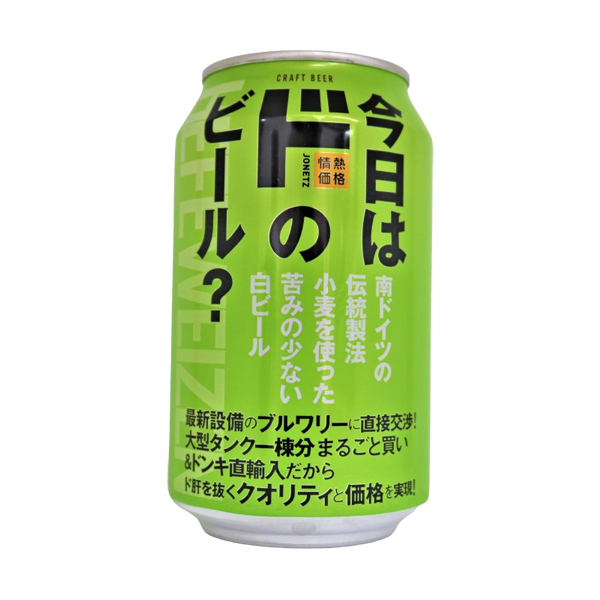 CRAFT BEER
今日は
ドの
ビール?
JONETZ
情熱
価格
HEFEWEIZEN
南ドイツの
伝統製法
小麦を使った
苦みの少ない
白ビール
最新設備のブルワリーに直接交渉!
大型タンク一棟分まるごと買い
&ドンキ直輸入だから
ド肝を抜くクオリティと価格を実現!